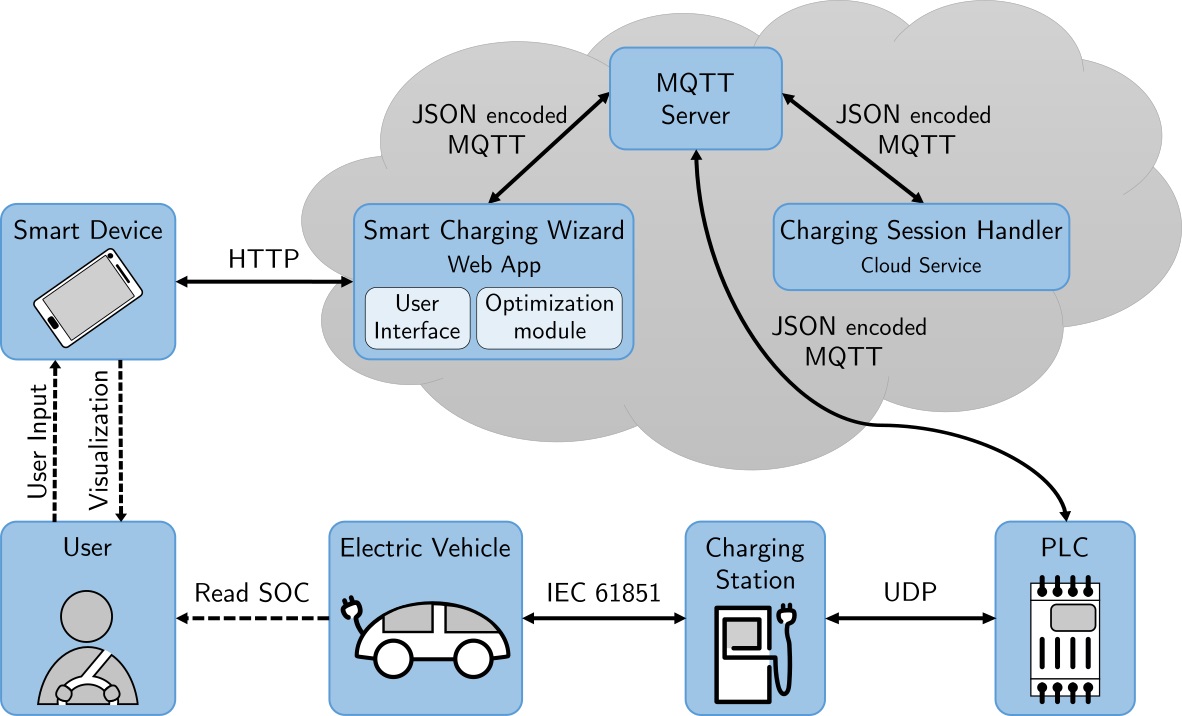 MQTT
Server
JSON encoded
MQTT
JSON encoded
MQTT
Smart Device
HTTP
Smart Charging Wizard
Web App
User
Interface
Optimization
module
Charging Session Handler
Cloud Service
JSON encoded
MQTT
User Input
Visualization
User
Read SOC
Electric Vehicle
IEC 61851
Charging
Station
UDP
PLC